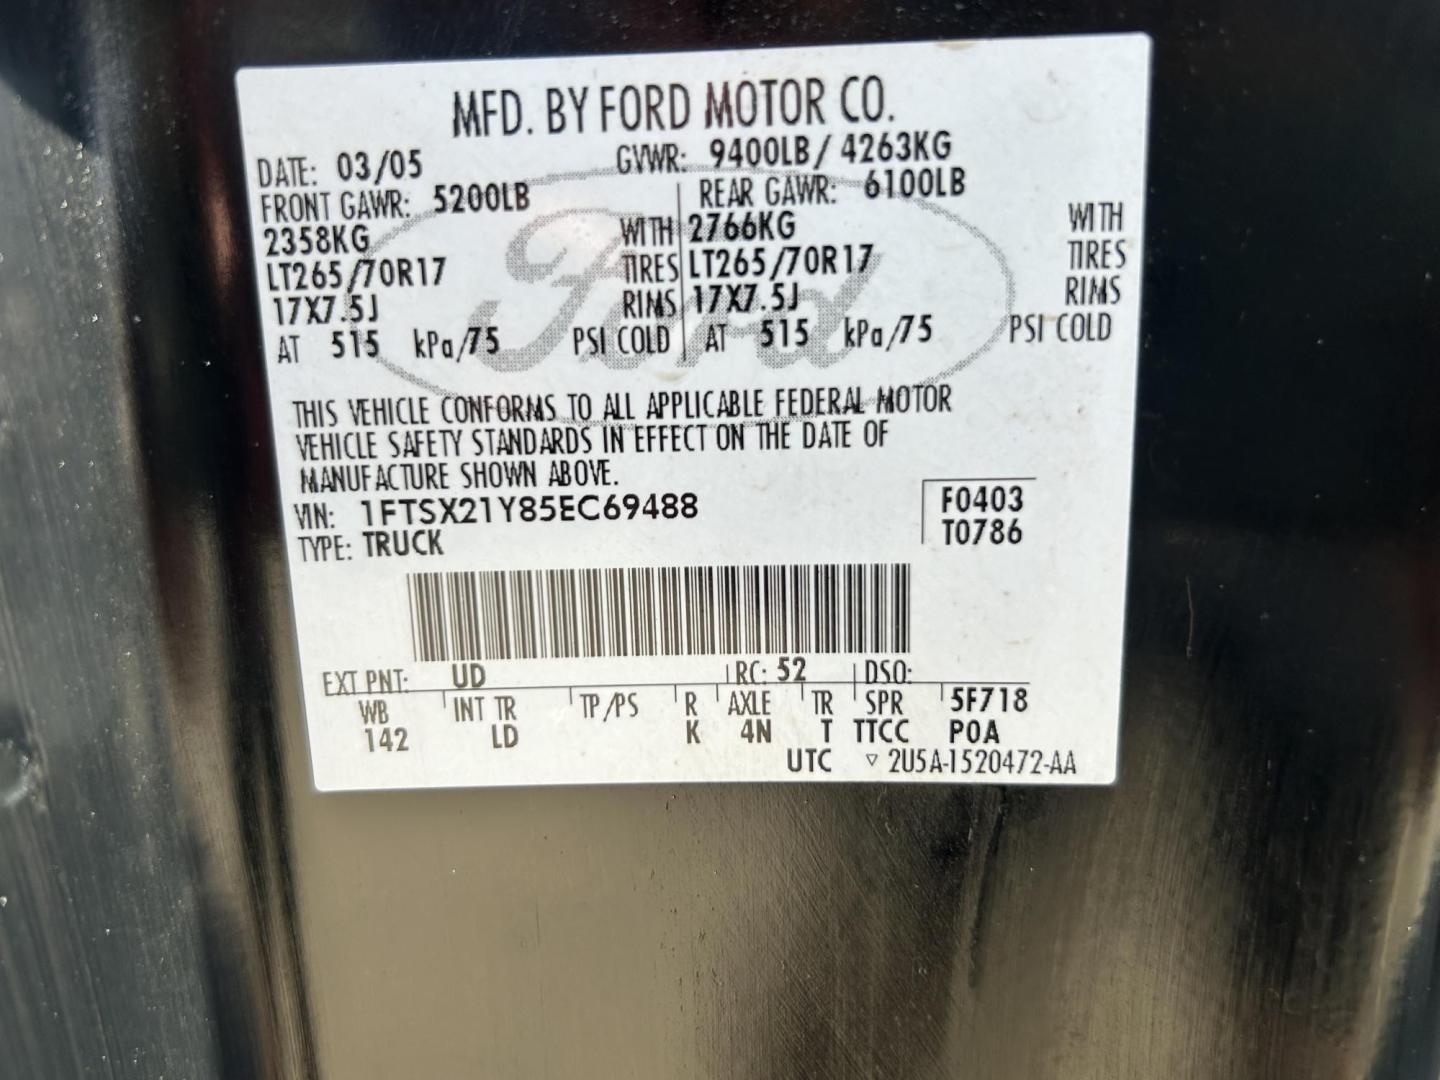 MFD. BY FORD MOTOR CO.
DATE: 03/05 GVWR: 9400LB/ 4263KG
FRONT GAWR: 5200LB REAR GAWR: 6100LB
2358KG WITH 2766KG WITH
LT265/70R17 TIRES LT265/70R17 TIRES
17X7.5J RIMS 17X7.5J RIMS
AT 515 kPa/75 PSI COLD AT 515 kPa/75 PSI COLD
Ford
THIS VEHICLE CONFORMS TO ALL APPLICABLE FEDERAL MOTOR
VEHICLE SAFETY STANDARDS IN EFFECT ON THE DATE OF
MANUFACTURE SHOWN ABOVE.
VIN: 1FTSX21Y85EC69488 F0403
TYPE: TRUCK T0786
EXT PNT: UD RC: 52 DSO:
WB INT TR TP/PS R AXLE TR SPR 5F718
142 LD K 4N T TTCC POA
UTC ▽ 2U5A-1520472-AA